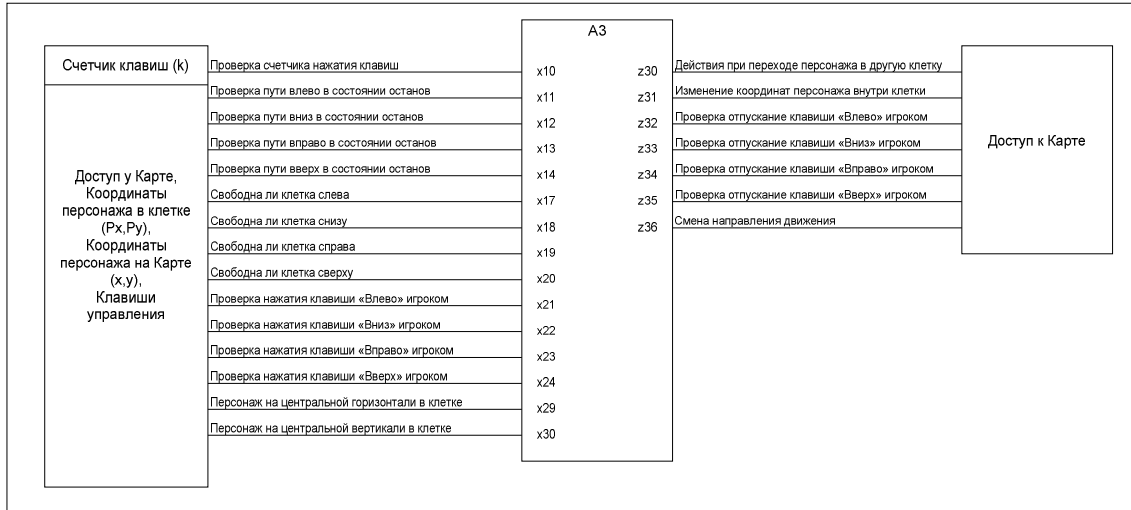 А3
Счетчик клавиш (k)
Доступ у Карте,
Координаты
персонажа в клетке
(Px,Py),
Координаты
персонажа на Карте
(x,y),
Клавиши
управления
Проверка счетчика нажатия клавиш
x10
Проверка пути влево в состоянии останов
x11
Проверка пути вниз в состоянии останов
x12
Проверка пути вправо в состоянии останов
x13
Проверка пути вверх в состоянии останов
x14
Свободна ли клетка слева
x17
Свободна ли клетка снизу
x18
Свободна ли клетка справа
x19
Свободна ли клетка сверху
x20
Проверка нажатия клавиши «Влево» игроком
x21
Проверка нажатия клавиши «Вниз» игроком
x22
Проверка нажатия клавиши «Вправо» игроком
x23
Проверка нажатия клавиши «Вверх» игроком
x24
Персонаж на центральной горизонтали в клетке
x29
Персонаж на центральной вертикали в клетке
x30
z30
Действия при переходе персонажа в другую клетку
z31
Изменение координат персонажа внутри клетки
z32
Проверка отпускание клавиши «Влево» игроком
z33
Проверка отпускание клавиши «Вниз» игроком
z34
Проверка отпускание клавиши «Вправо» игроком
z35
Проверка отпускание клавиши «Вверх» игроком
z36
Смена направления движения
Доступ к Карте